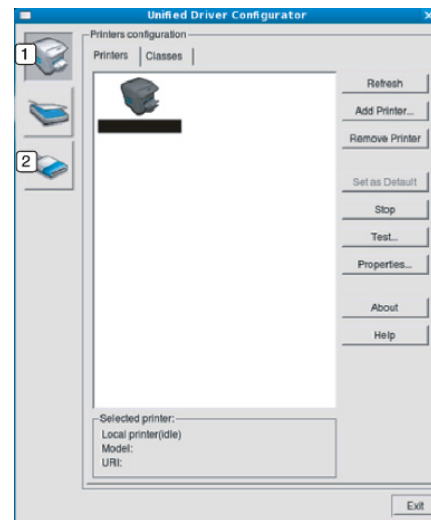 Unified Driver Configurator
1
2
Printers configuration
Printers
Classes
Refresh
Add Printer...
Remove Printer
Set as Default
Stop
Test...
Properties...
About
Help
Selected printer:
Local printer(idle)
Model:
URI:
Exit